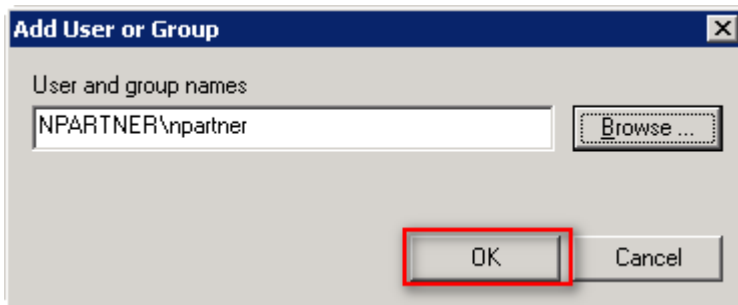 Add User or Group
User and group names
NPARTNER\npartner
Browse ...
OK
Cancel